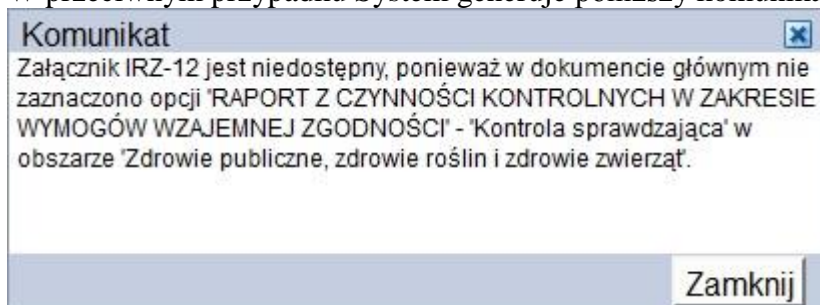 W przeciwnym przypadku System generuje poniższy
Komunikat
Załącznik IRZ-12 jest niedostępny, ponieważ w dokumencie głównym nie
zaznaczono opcji 'RAPORT Z CZYNNOŚCI KONTROLNYCH W ZAKRESIE
WYMOGÓW WZAJEMNEJ ZGODNOŚCI' - 'Kontrola sprawdzająca' w
obszarze 'Zdrowie publiczne, zdrowie roślin i zdrowie zwierząt'.
Zamknij